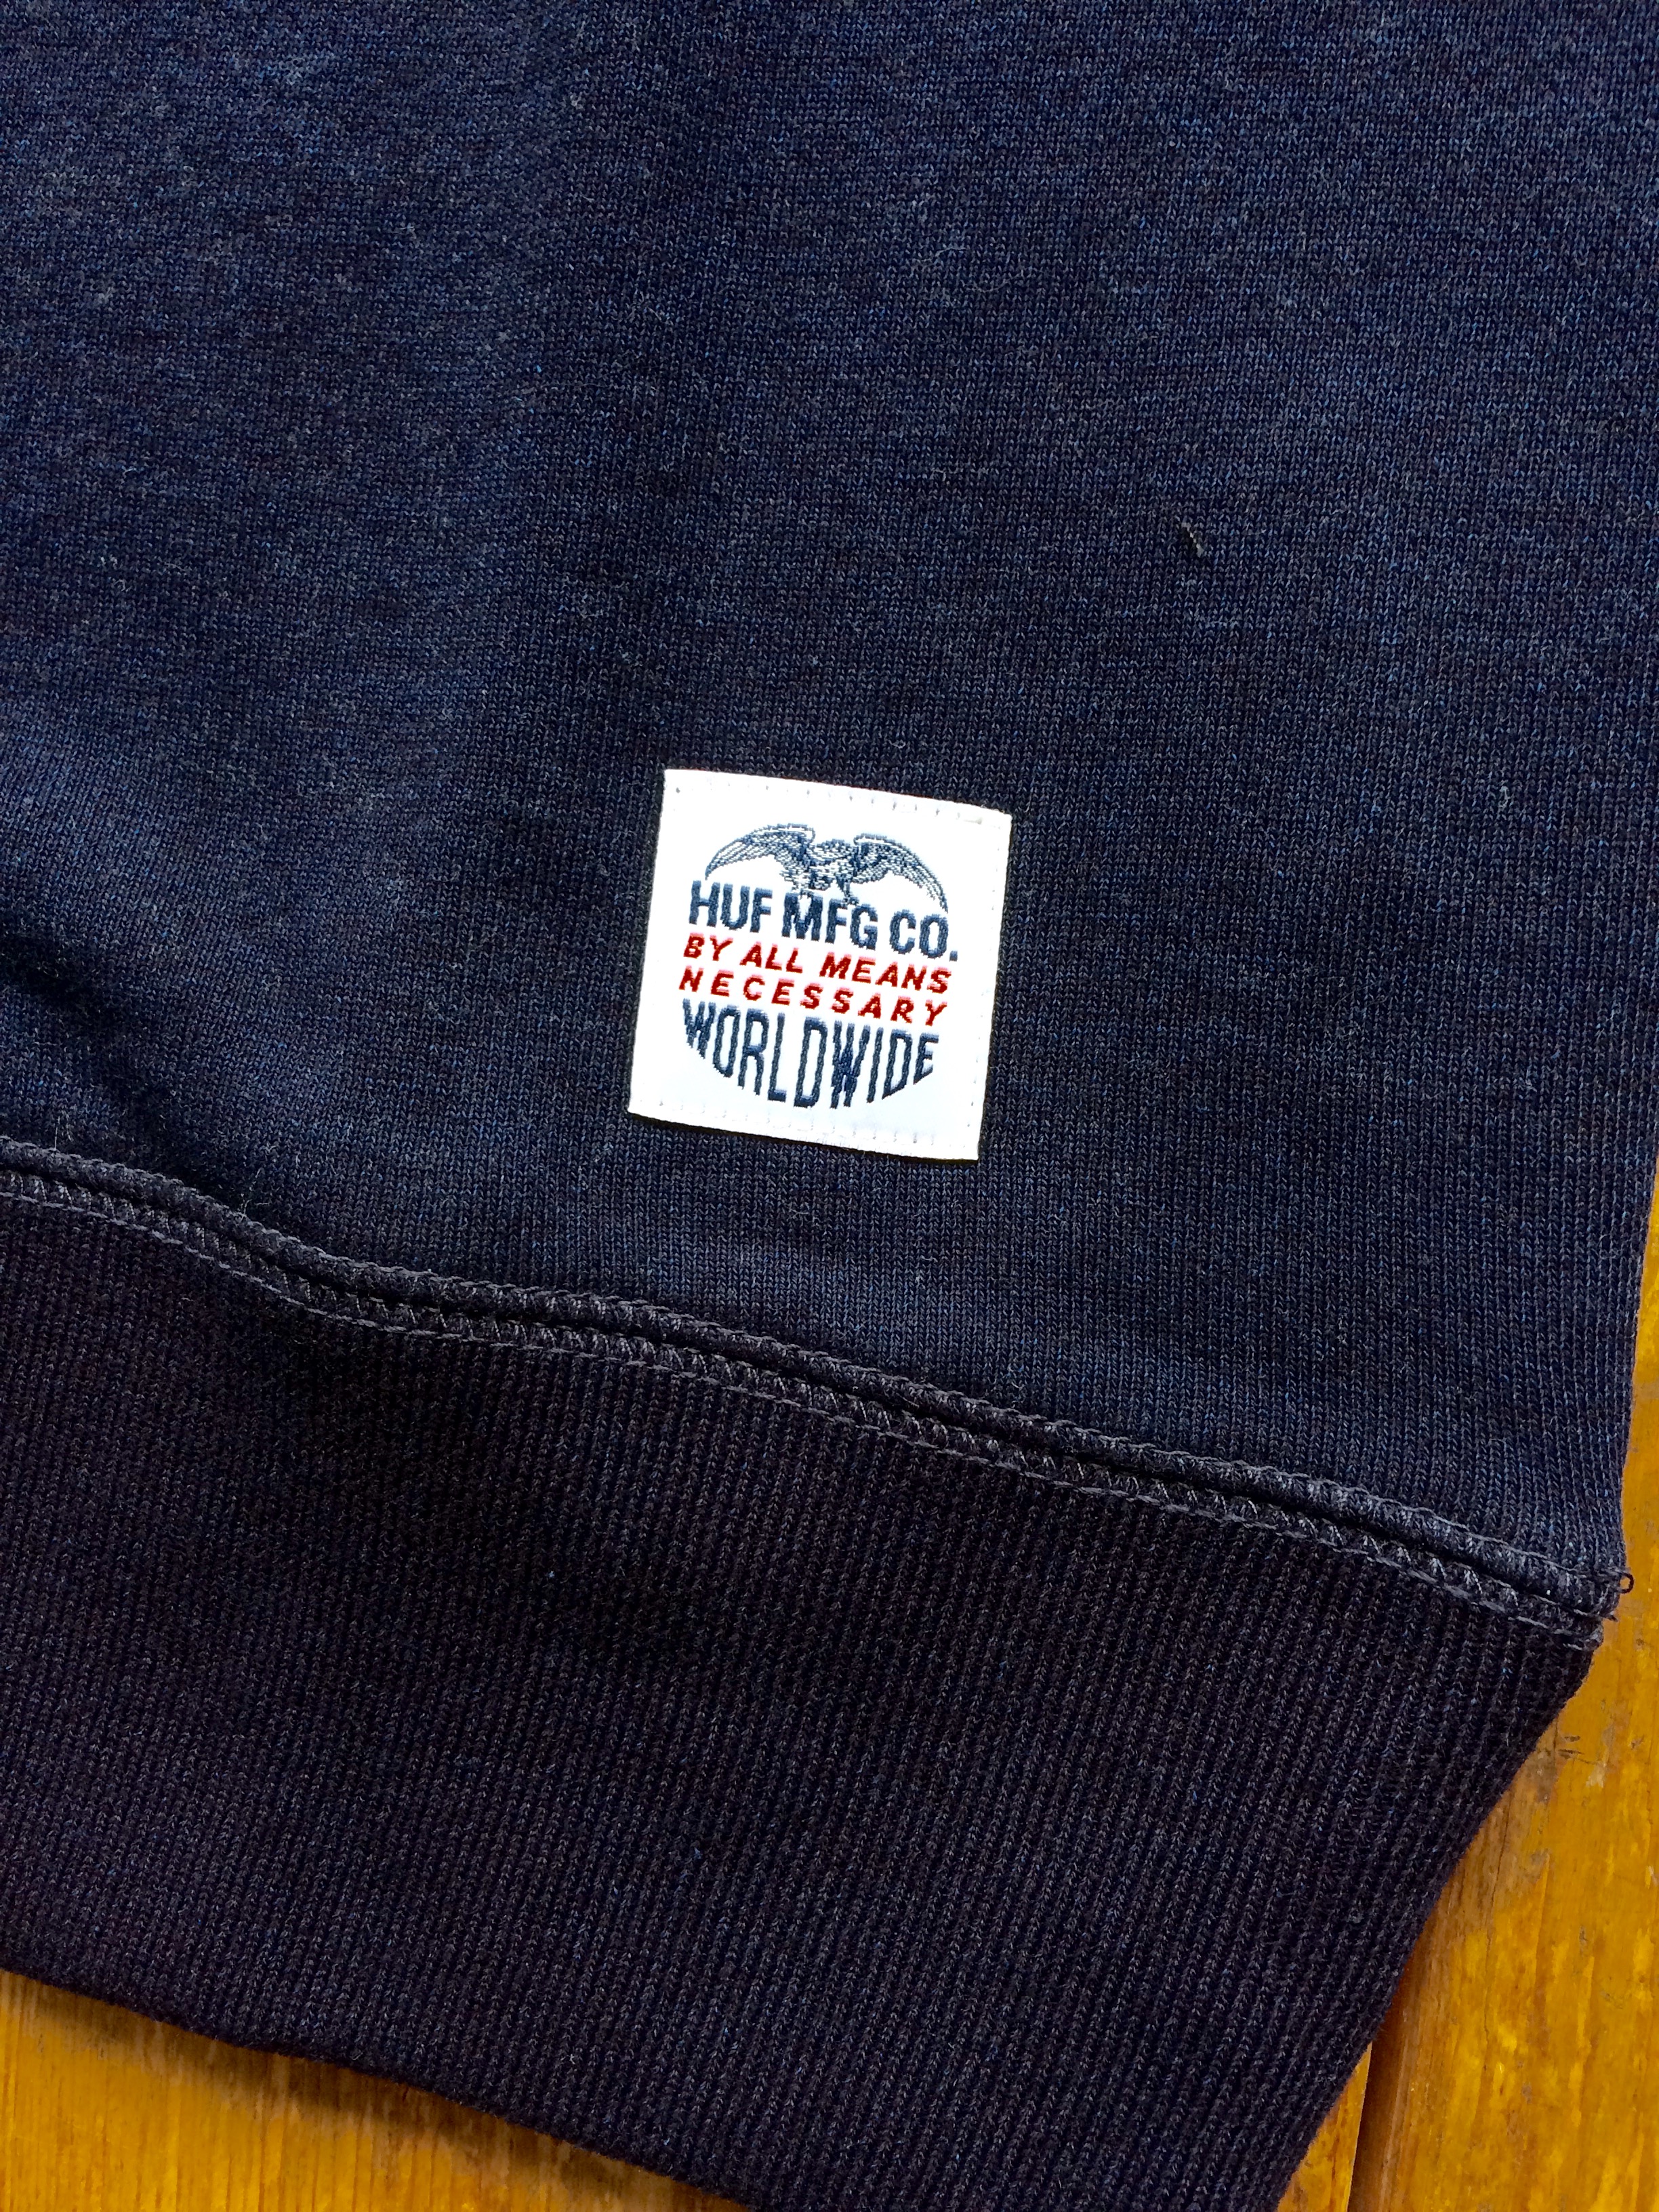 HUF MFG CO.
BY ALL MEANS
NECESSARY
WORLDWIDE